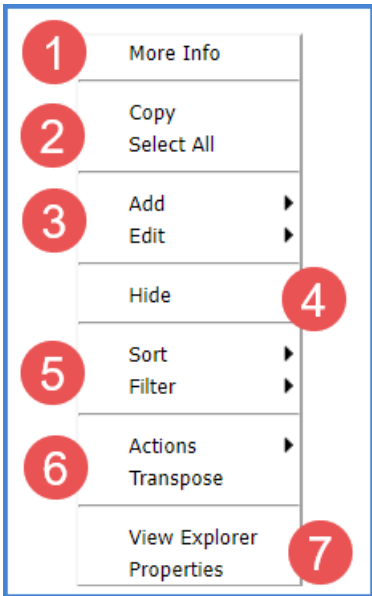 1 More Info
Copy
2 Select All
3 Add
Edit
Hide 4
Sort
5 Filter
Actions
6 Transpose
View Explorer
7 Properties